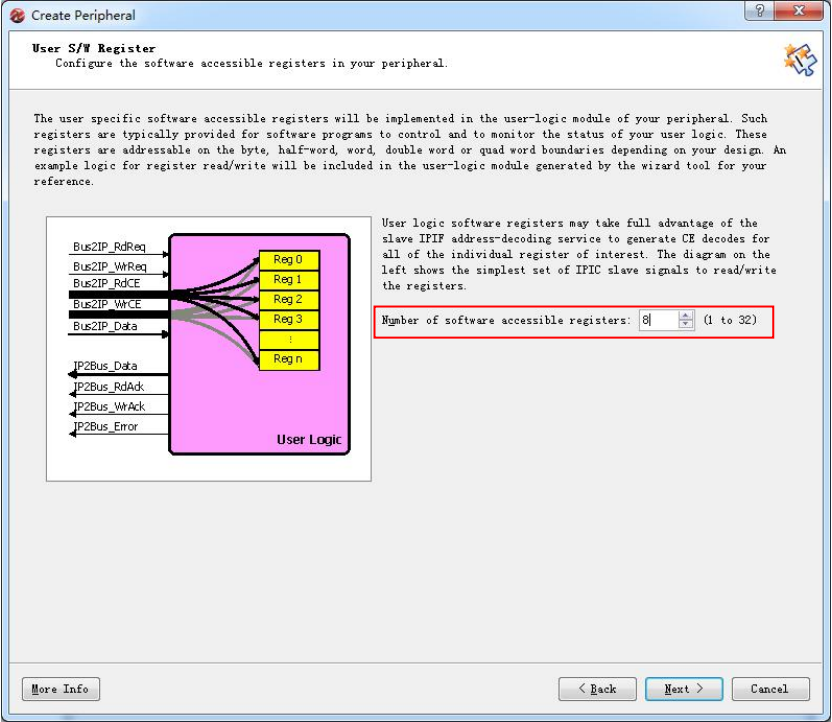 Create Peripheral
User S/W Register
Configure the software accessible registers in your peripheral.
The user specific software accessible registers will be implemented in the user-logic module of your peripheral. Such
registers are typically provided for software programs to control and to monitor the status of your user logic. These
registers are addressable on the byte, half-word, word, double word or quad word boundaries depending on your design. An
example logic for register read/write will be included in the user-logic module generated by the wizard tool for your
reference.
Bus2IP_RdReq
Bus2IP_WrReq
Bus2IP_RdCE
Bus2IP_WrCE
Bus2IP_Data
IP2Bus_Data
IP2Bus_RdAck
IP2Bus_WrAck
IP2Bus_Error
Reg 0
Reg 1
Reg 2
Reg 3
⋮
Reg n
User Logic
User logic software registers may take full advantage of the
slave IPIF address-decoding service to generate CE decodes for
all of the individual register of interest. The diagram on the
left shows the simplest set of IPIC slave signals to read/write
the registers.
Number of software accessible registers: 8 (1 to 32)
More Info
< Back
Next >
Cancel